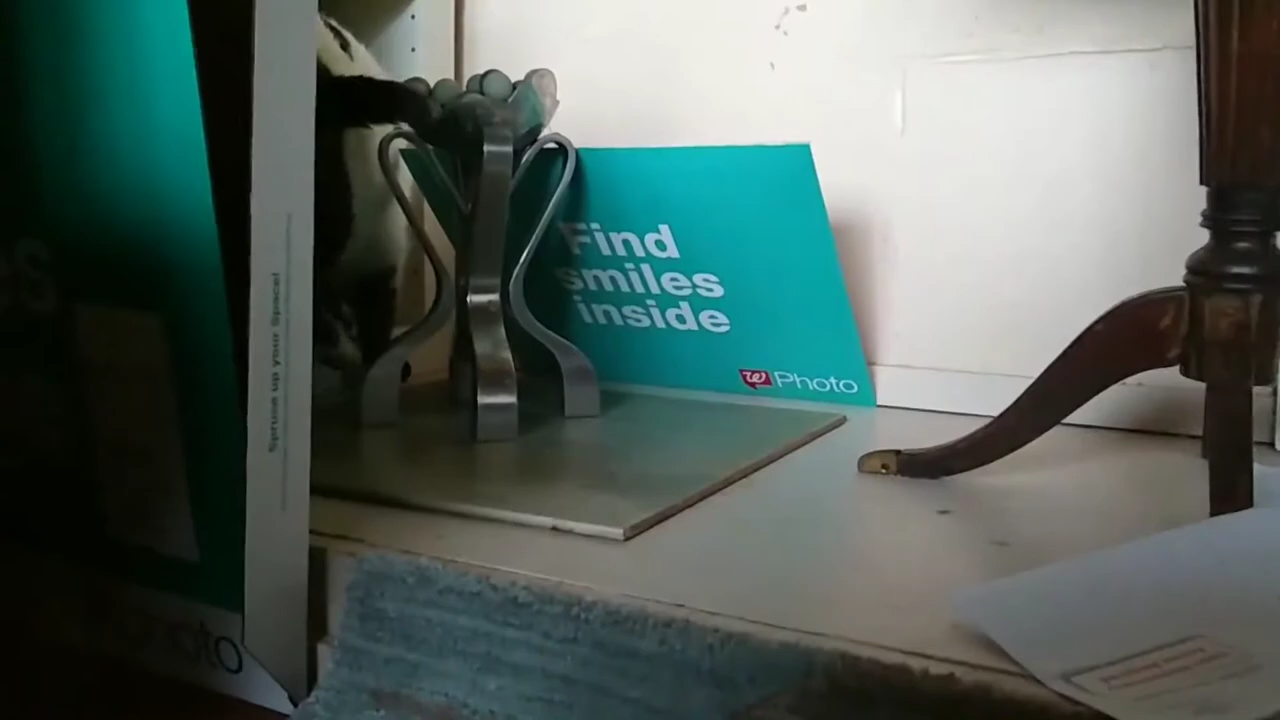 Spruce up your space!
Find
smiles
inside
Photo